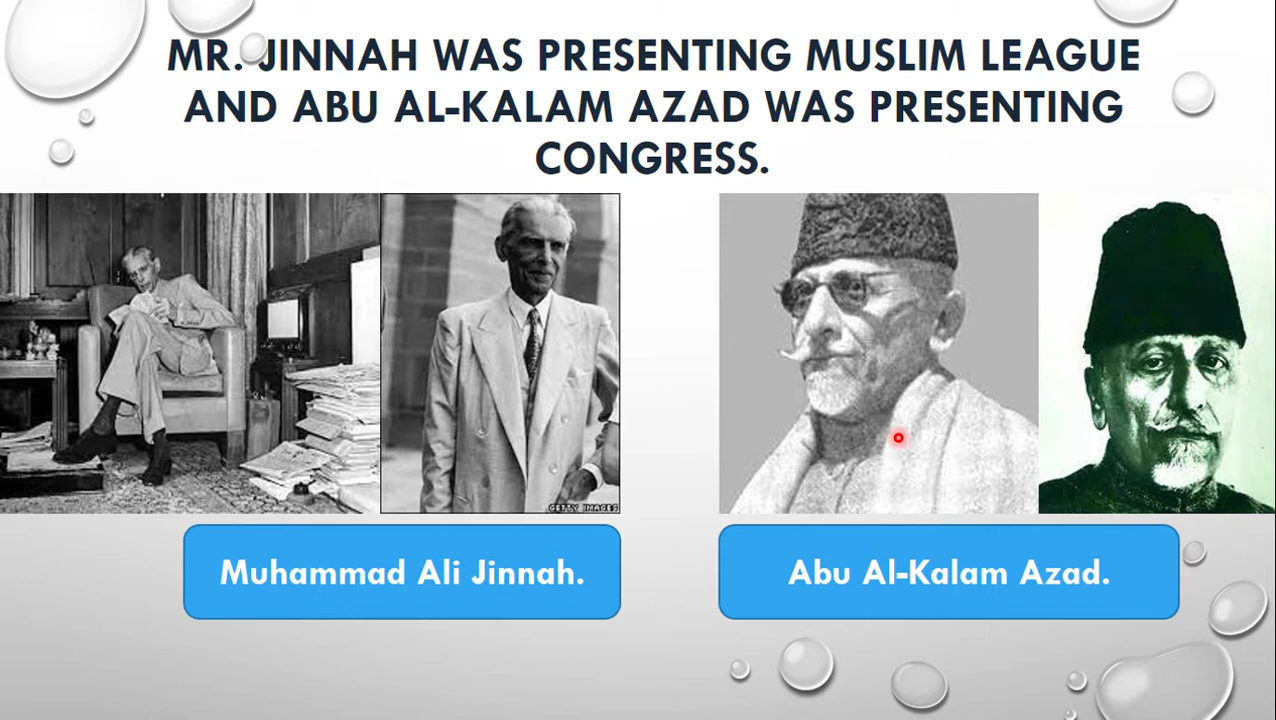 MR. JINNAH WAS PRESENTING MUSLIM LEAGUE
AND ABU AL-KALAM AZAD WAS PRESENTING
CONGRESS.
GETTY IMAGES
Muhammad Ali Jinnah.
Abu Al-Kalam Azad.